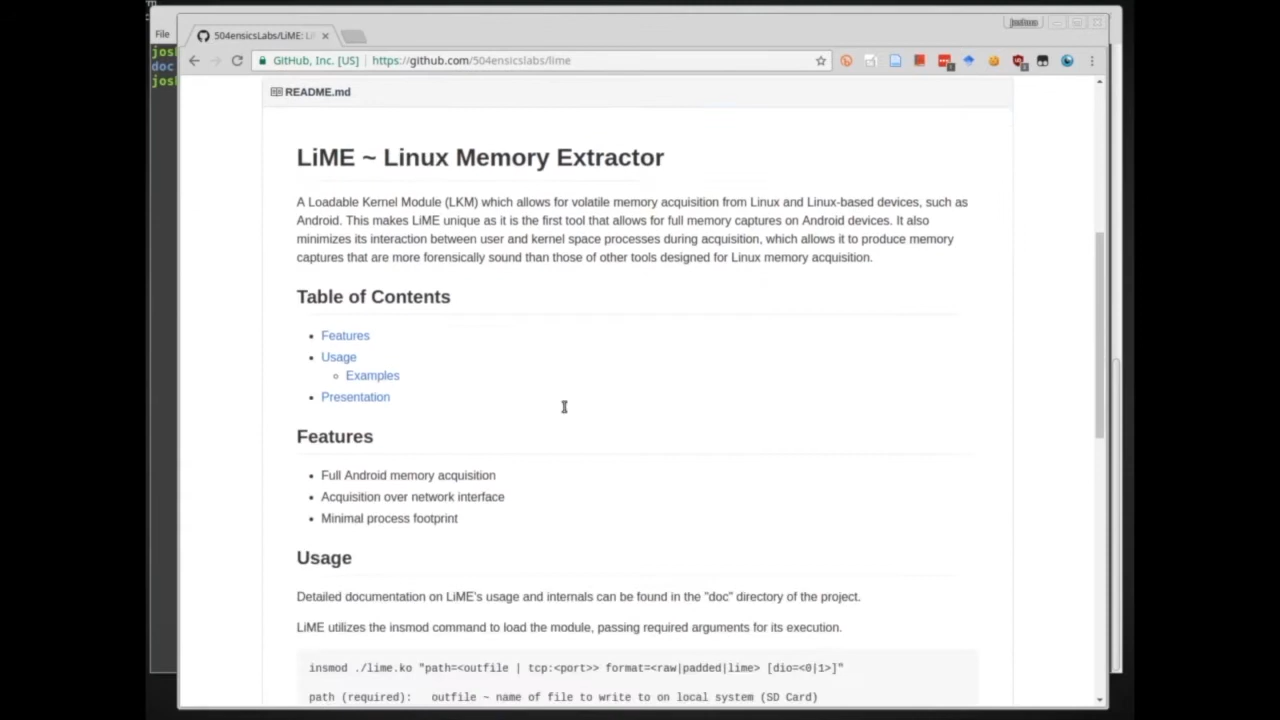 File
504ensicsLabs/LiME: Li
GitHub, Inc. [US] | https://github.com/504ensicslabs/lime
doc
README.md
LiME ~ Linux Memory Extractor
A Loadable Kernel Module (LKM) which allows for volatile memory acquisition from Linux and Linux-based devices, such as
Android. This makes LiME unique as it is the first tool that allows for full memory captures on Android devices. It also
minimizes its interaction between user and kernel space processes during acquisition, which allows it to produce memory
captures that are more forensically sound than those of other tools designed for Linux memory acquisition.
Table of Contents
Features
Usage
Examples
Presentation
Features
Full Android memory acquisition
Acquisition over network interface
Minimal process footprint
Usage
Detailed documentation on LiME's usage and internals can be found in the "doc" directory of the project.
LiME utilizes the insmod command to load the module, passing required arguments for its execution.
insmod ./lime.ko "path=<outfile | tcp:<port>> format=<raw|padded|lime> [dio=<0|1>]"
path (required): outfile ~ name of file to write to on local system (SD Card)